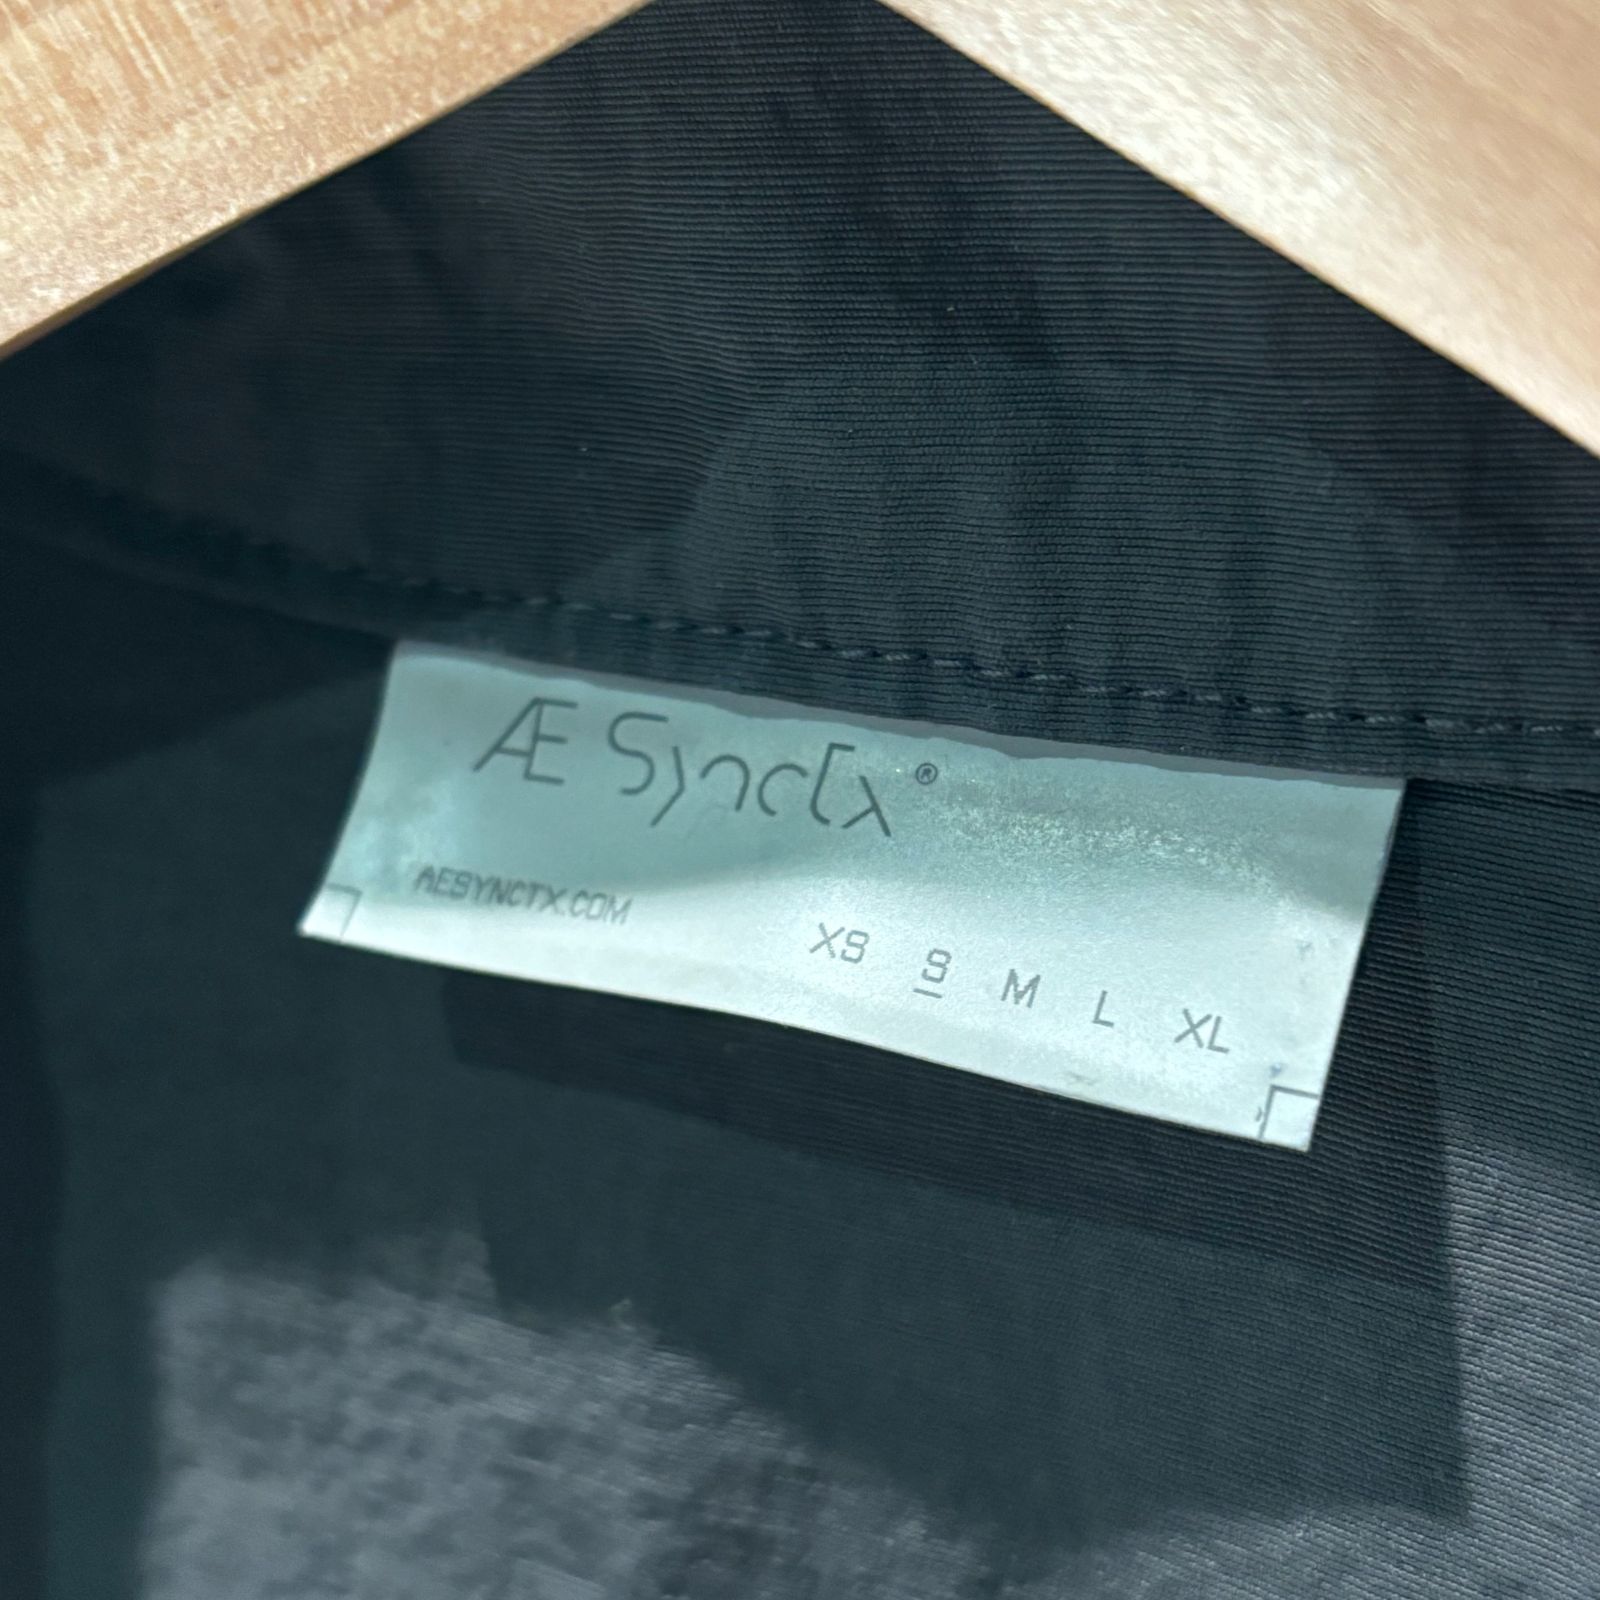 Æ Synctx®
AESYNCTX.COM
XS S M L XL